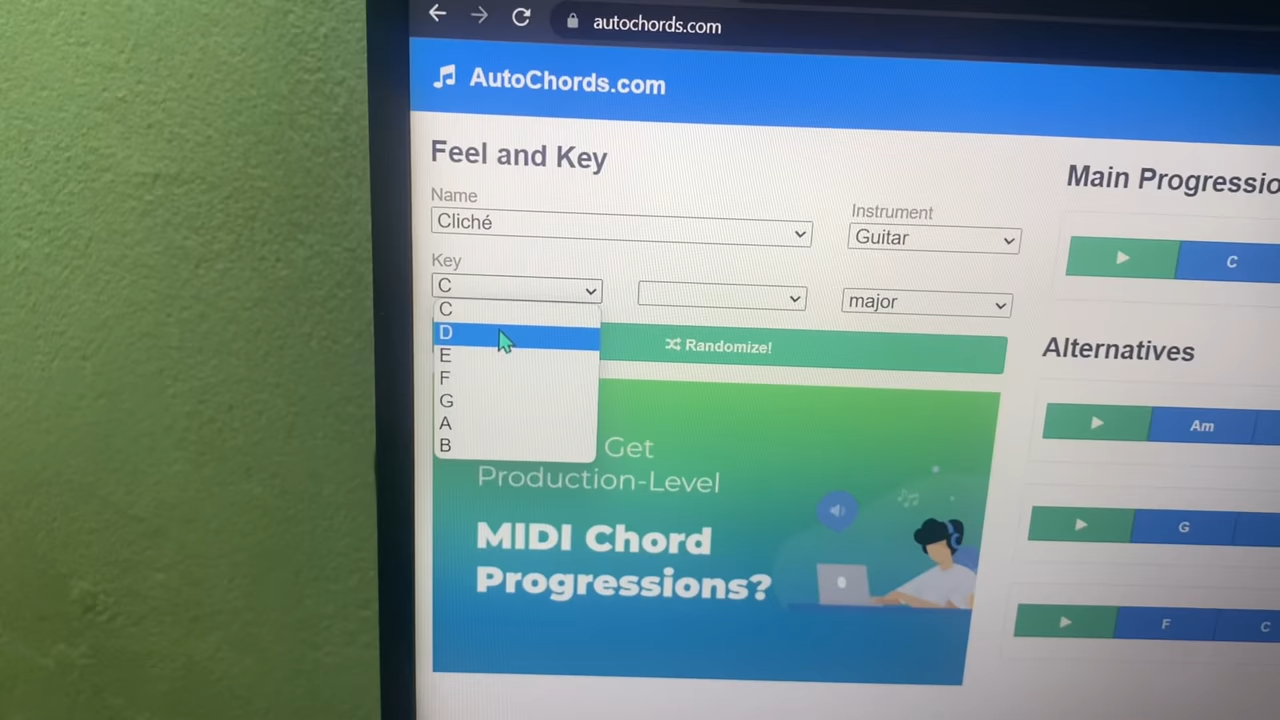 autochords.com
AutoChords.com
Feel and Key
Name
Cliché
Instrument
Guitar
Key
C
major
C
D
E
F
G
A
B
Randomize!
Get
Production-Level
MIDI Chord
Progressions?
Main Progressio
C
Alternatives
Am
G
F C